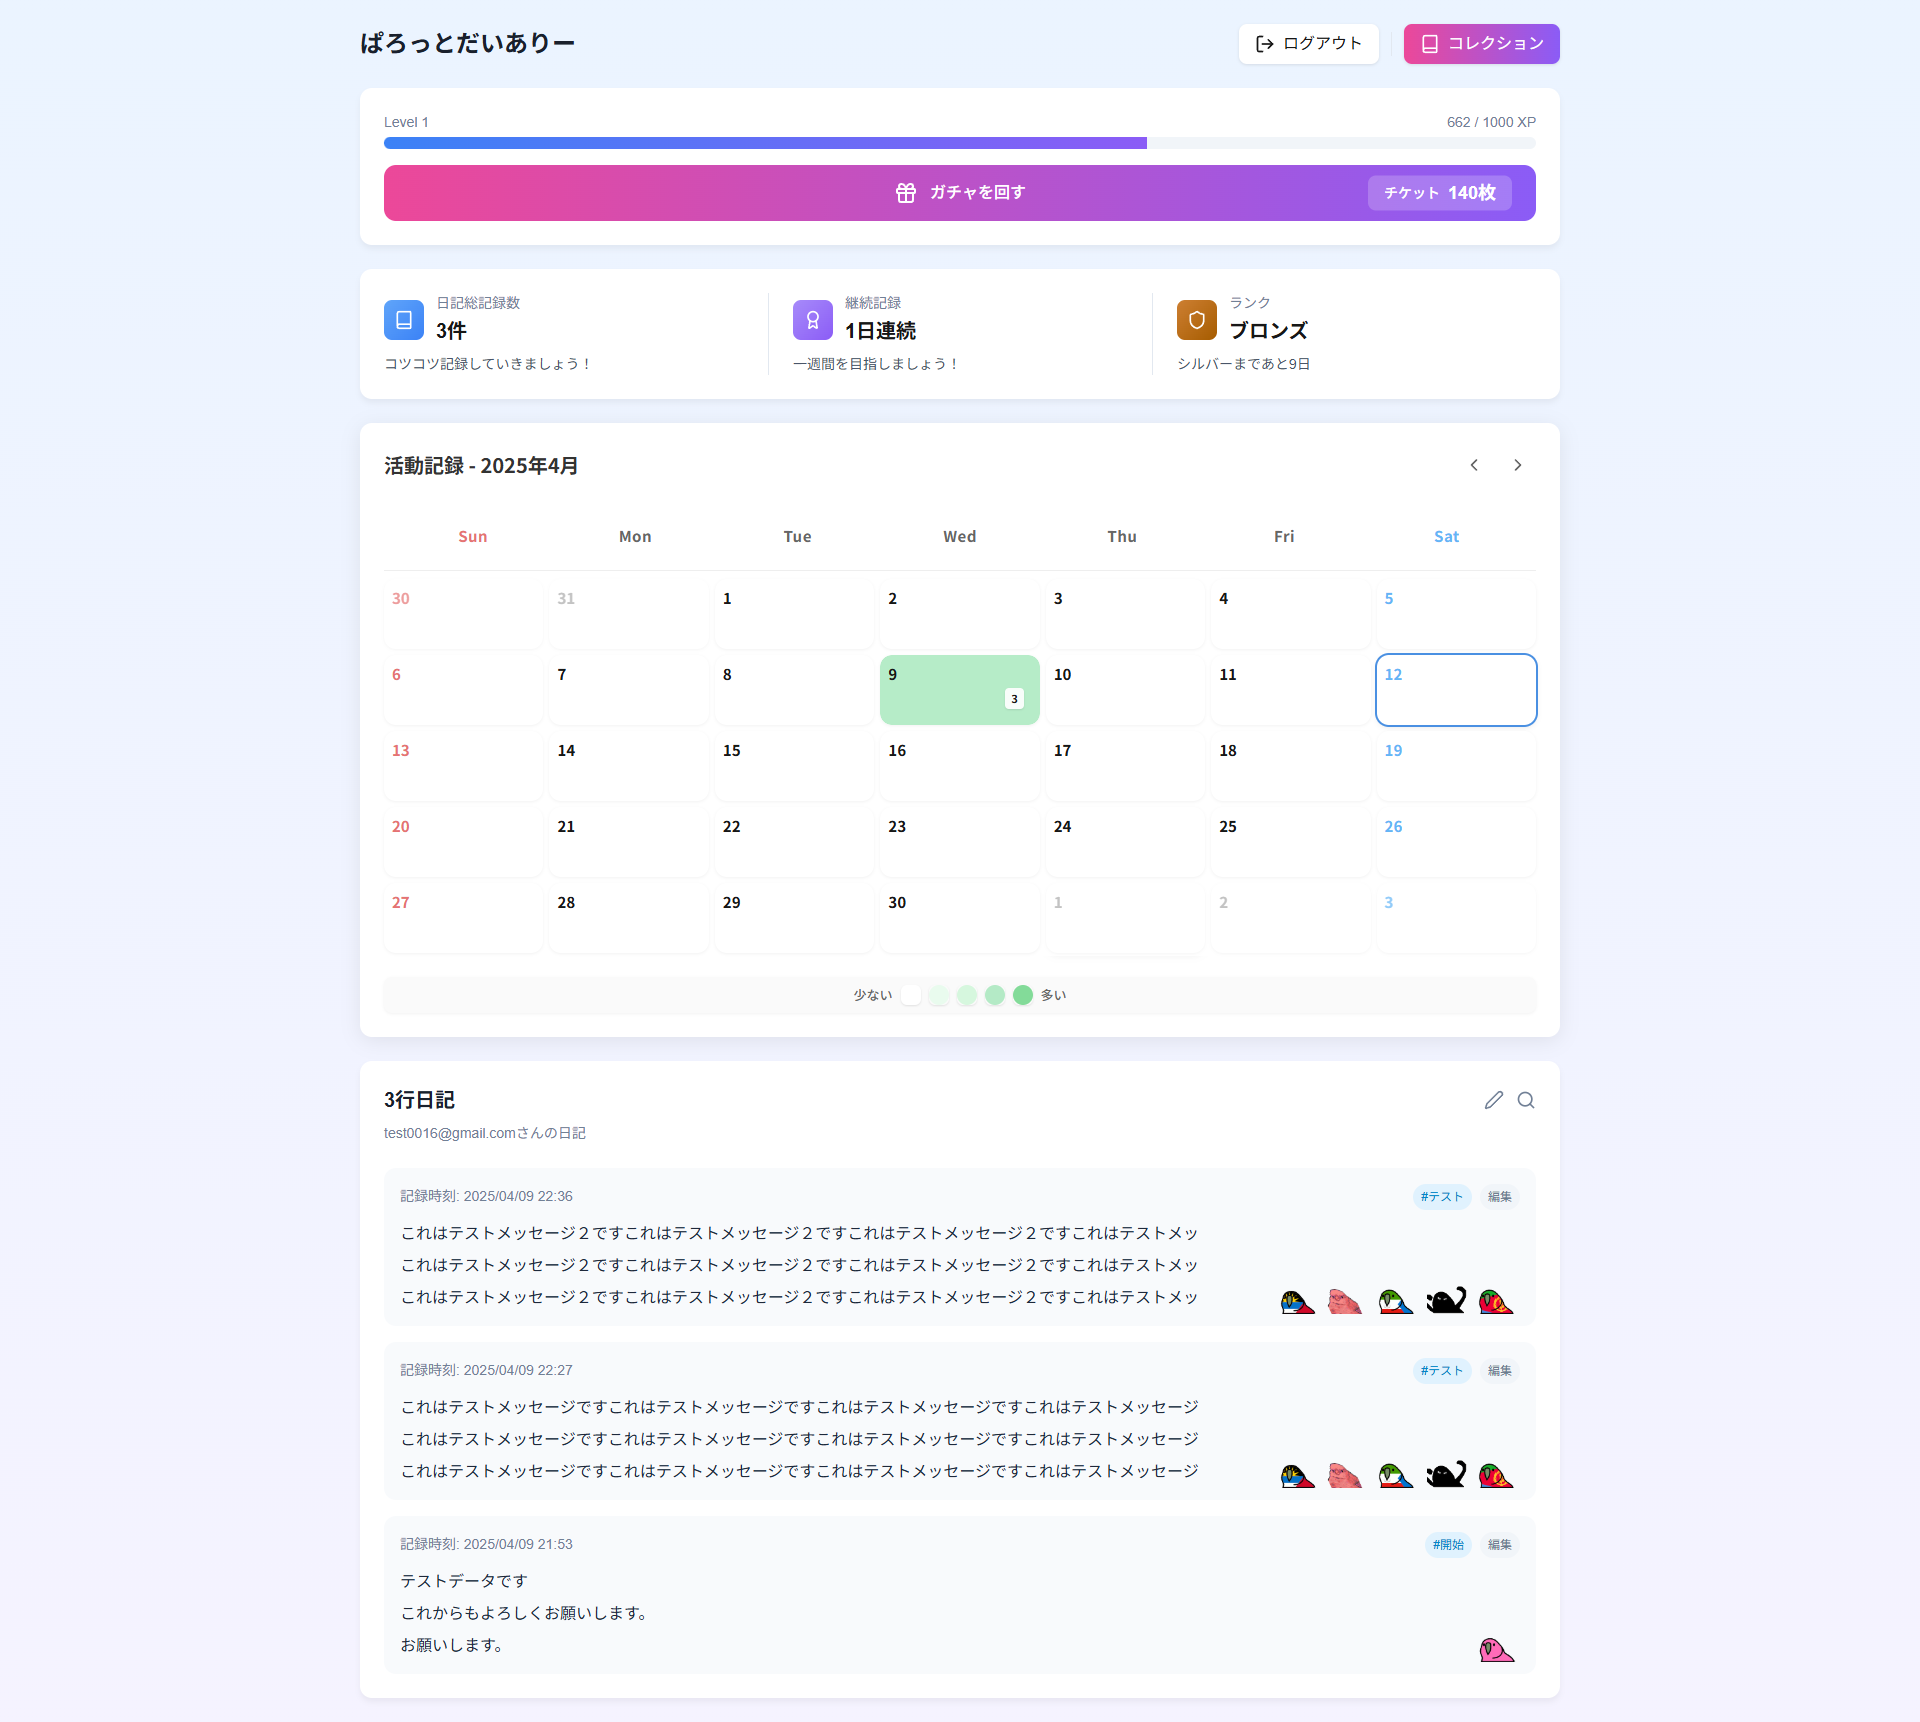 ぱろっとだいありー
ログアウト
コレクション
Level 1
662 / 1000 XP
ガチャを回す
チケット 140枚
日記総記録数
3件
コツコツ記録していきましょう！
継続記録
1日連続
一週間を目指しましょう！
ランク
ブロンズ
シルバーまであと9日
活動記録 - 2025年4月
Sun Mon Tue Wed Thu Fri Sat
30 31 1 2 3 4 5
6 7 8 9 3 10 11 12
13 14 15 16 17 18 19
20 21 22 23 24 25 26
27 28 29 30 1 2 3
少ない 多い
3行日記
test0016@gmail.comさんの日記
記録時刻: 2025/04/09 22:36
#テスト 編集
これはテストメッセージ２ですこれはテストメッセージ２ですこれはテストメッセージ２ですこれはテストメッ
これはテストメッセージ２ですこれはテストメッセージ２ですこれはテストメッセージ２ですこれはテストメッ
これはテストメッセージ２ですこれはテストメッセージ２ですこれはテストメッセージ２ですこれはテストメッ
記録時刻: 2025/04/09 22:27
#テスト 編集
これはテストメッセージですこれはテストメッセージですこれはテストメッセージですこれはテストメッセージ
これはテストメッセージですこれはテストメッセージですこれはテストメッセージですこれはテストメッセージ
これはテストメッセージですこれはテストメッセージですこれはテストメッセージですこれはテストメッセージ
記録時刻: 2025/04/09 21:53
#開始 編集
テストデータです
これからもよろしくお願いします。
お願いします。